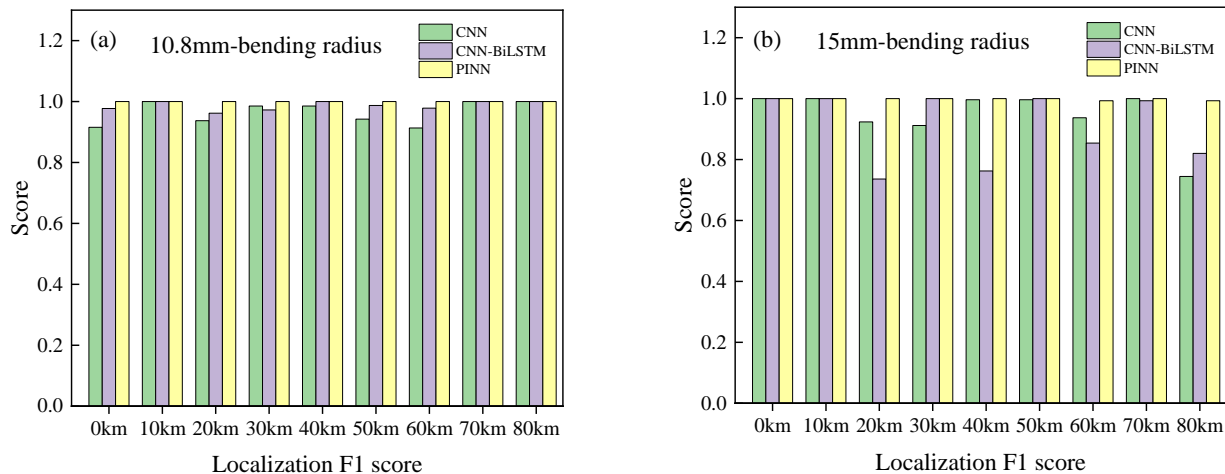 (a) 10.8mm-bending radius
CNN
CNN-BiLSTM
PINN
1.2
1.0
0.8
0.6
0.4
0.2
0.0
Score
0km 10km 20km 30km 40km 50km 60km 70km 80km
Localization F1 score
(b) 15mm-bending radius
CNN
CNN-BiLSTM
PINN
1.2
1.0
0.8
0.6
0.4
0.2
0.0
Score
0km 10km 20km 30km 40km 50km 60km 70km 80km
Localization F1 score